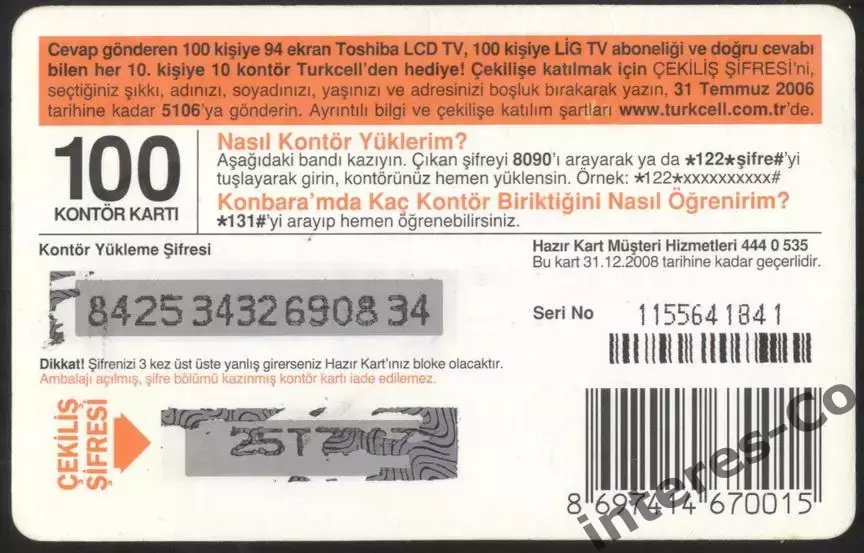 Cevap gönderen 100 kişiye 94 ekran Toshiba LCD TV, 100 kişiye LİG TV aboneliği ve doğru cevabı
bilen her 10. kişiye 10 kontör Turkcell'den hediye! Çekilişe katılmak için ÇEKİLİŞ ŞİFRESİ'ni,
seçtiğiniz şıkkı, adınızı, soyadınızı, yaşınızı ve adresinizi boşluk bırakarak yazın, 31 Temmuz 2006
tarihine kadar 5106'ya gönderin. Ayrıntılı bilgi ve çekilişe katılım şartları www.turkcell.com.tr'de.
100
KONTÖR KARTI
Nasıl Kontör Yüklerim?
Aşağıdaki bandı kazıyın. Çıkan şifreyi 8090'ı arayarak ya da *122*şifre#'yi
tuşlayarak girin, kontörünüz hemen yüklensin. Örnek: *122*xxxxxxxxxxx#
Konbara'mda Kaç Kontör Biriktiğini Nasıl Öğrenirim?
*131#'yi arayıp hemen öğrenebilirsiniz.
Kontör Yükleme Şifresi
Hazır Kart Müşteri Hizmetleri 444 0 535
Bu kart 31.12.2008 tarihine kadar geçerlidir.
84253432690834
Seri No 1155641841
Dikkat! Şifrenizi 3 kez üst üste yanlış girerseniz Hazır Kart'ınız bloke olacaktır.
Ambalajı açılmış, şifre bölümü kazınmış kontör kartı iade edilemez.
ÇEKİLİŞ
ŞİFRESİ
8 697414 670015
interes-Co